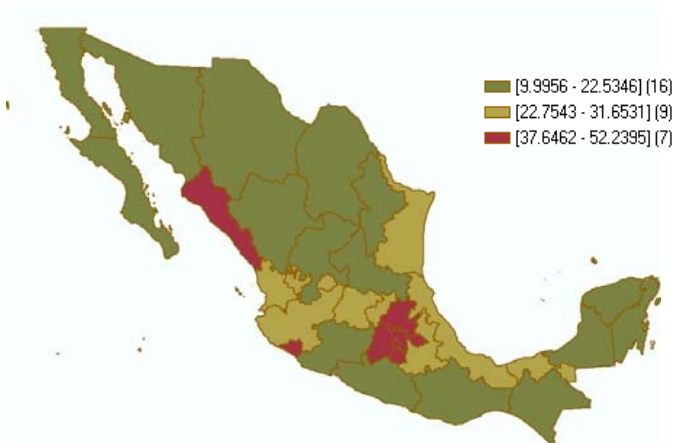 [9.9956 - 22.5346] (16)
[22.7543 - 31.6531] (9)
[37.6462 - 52.2395] (7)